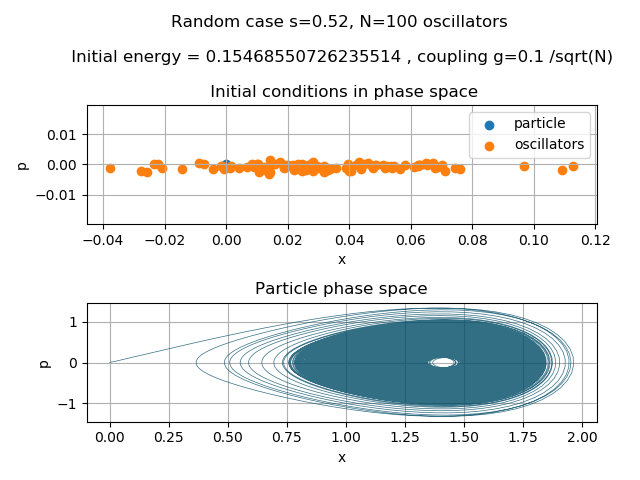 Random case s=0.52, N=100 oscillators
Initial energy = 0.15468550726235514 , coupling g=0.1 /sqrt(N)
Initial conditions in phase space
particle
oscillators
p
0.01
0.00
−0.01
−0.04 −0.02 0.00 0.02 0.04 0.06 0.08 0.10 0.12
x
Particle phase space
p
1
0
−1
0.00 0.25 0.50 0.75 1.00 1.25 1.50 1.75 2.00
x